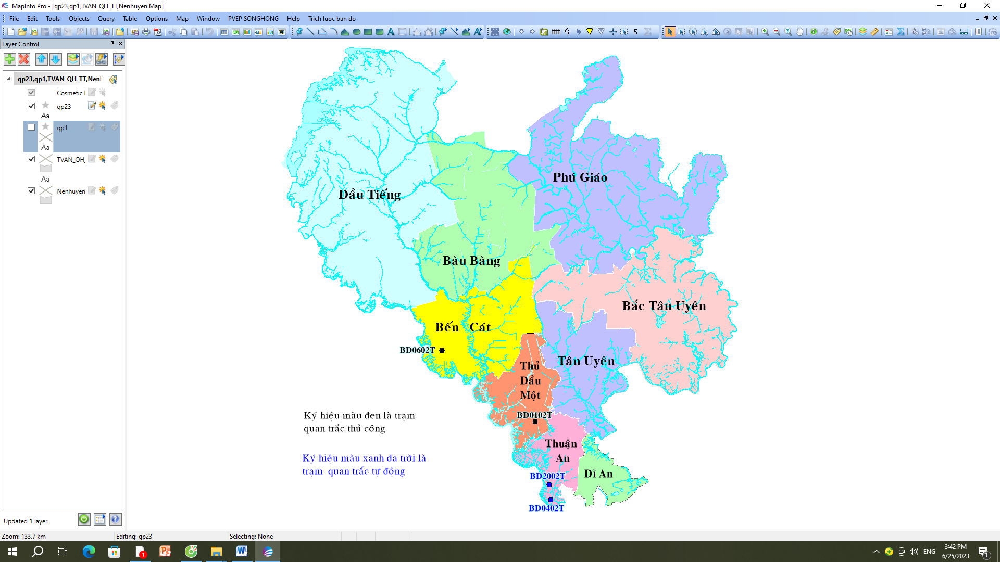 MapInfo Pro - [qp23,qp1,TVAN_QH_TT,Nenhuyen Map]
File Edit Tools Objects Query Table Options Map Window PVEP SONGHONG Help Trich luoc ban do
Layer Control
qp23,qp1,TVAN_QH_TT,Nenl
Cosmetic
qp23
Aa
qp1
Aa
TVAN_QH_
Aa
Nenhuyen
Phú Giáo
Dầu Tiếng
Bàu Bàng
Bắc Tân Uyên
Bến Cát
BD0602T
Tân Uyên
Thủ
Dầu
Một
BD0102T
Ký hiệu màu đen là trạm
quan trắc thủ công
Thuận
An
Ký hiệu màu xanh da trời là
trạm quan trắc tự động
Dĩ An
BD2002T
BD0402T
Updated 1 layer
Zoom: 133.7 km Editing: qp23 Selecting: None
ENG
3:42 PM
6/25/2023
1
1